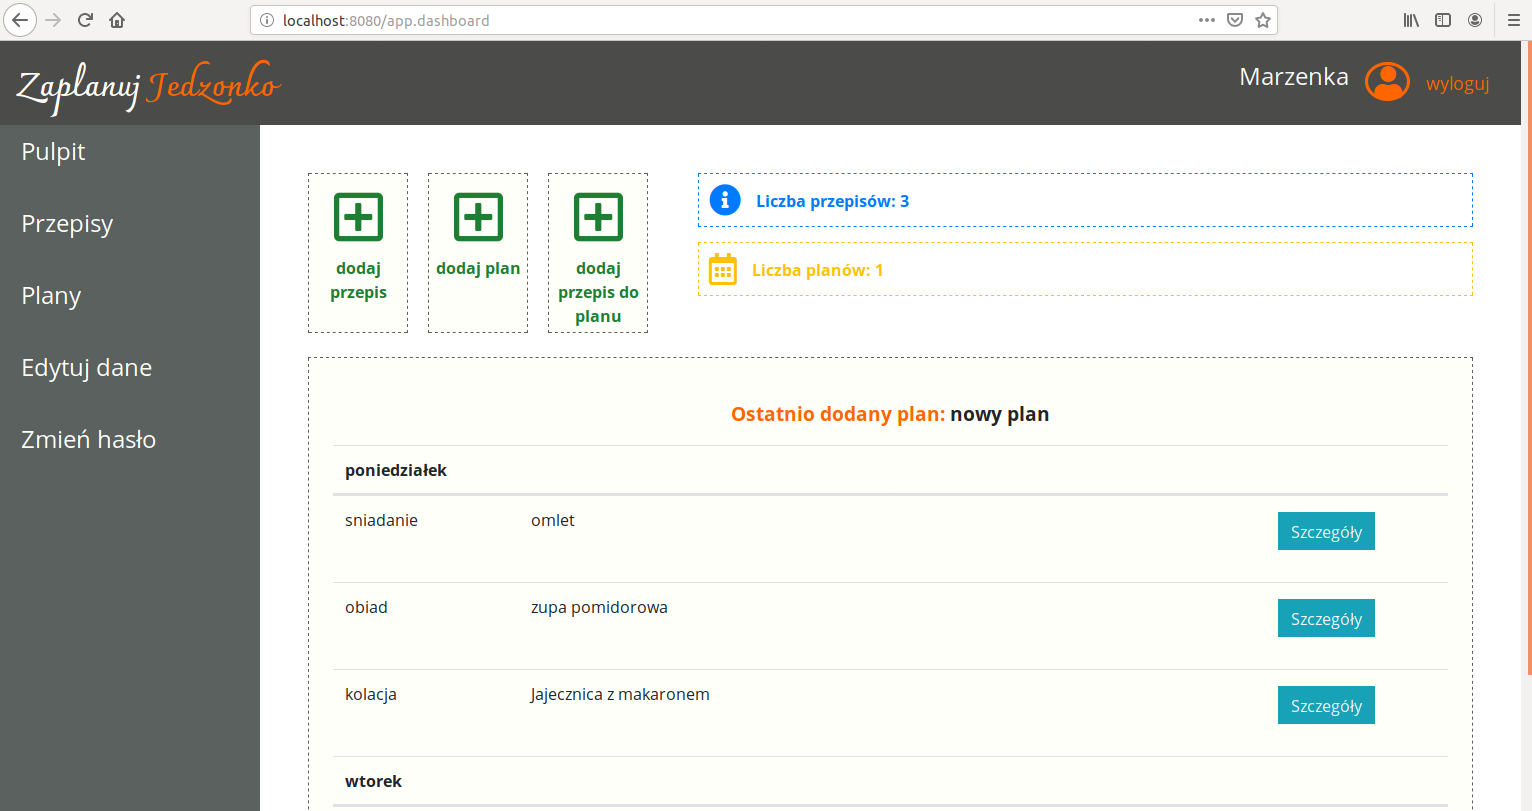 localhost:8080/app.dashboard
Zaplanuj Jedzonko
Marzenka
wyloguj
Pulpit
Przepisy
Plany
Edytuj dane
Zmień hasło
dodaj
przepis
dodaj plan
dodaj
przepis do
planu
Liczba przepisów: 3
Liczba planów: 1
Ostatnio dodany plan: nowy plan
poniedziałek
sniadanie omlet Szczegóły
obiad zupa pomidorowa Szczegóły
kolacja Jajecznica z makaronem Szczegóły
wtorek